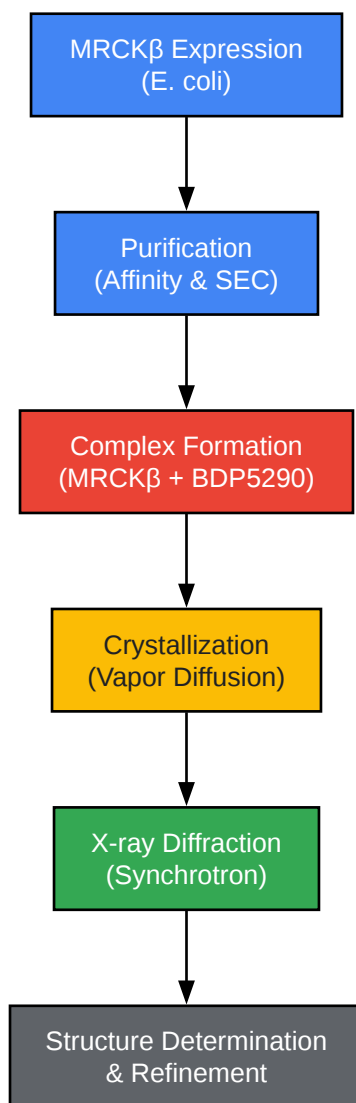 MRCKβ Expression
(E. coli)
Purification
(Affinity & SEC)
Complex Formation
(MRCKβ + BDP5290)
Crystallization
(Vapor Diffusion)
X-ray Diffraction
(Synchrotron)
Structure Determination
& Refinement